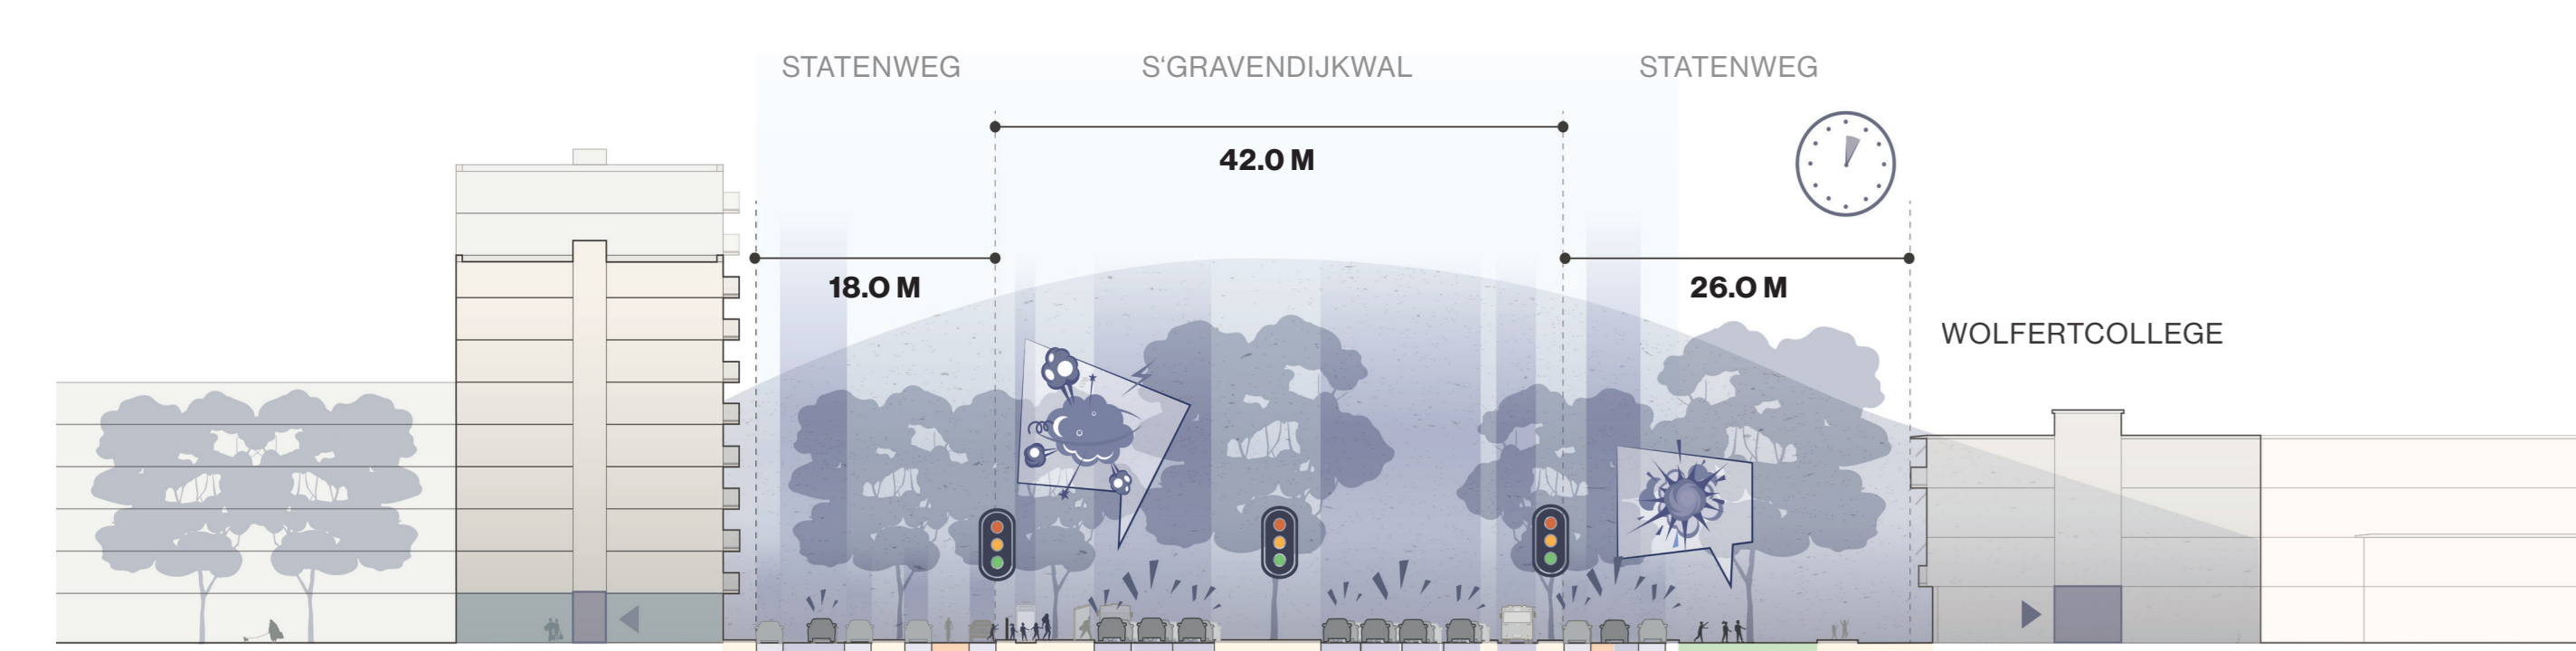 STATENWEG
S‘GRAVENDIJKWAL
STATENWEG
42.0 M
18.0 M
26.0 M
WOLFERTCOLLEGE